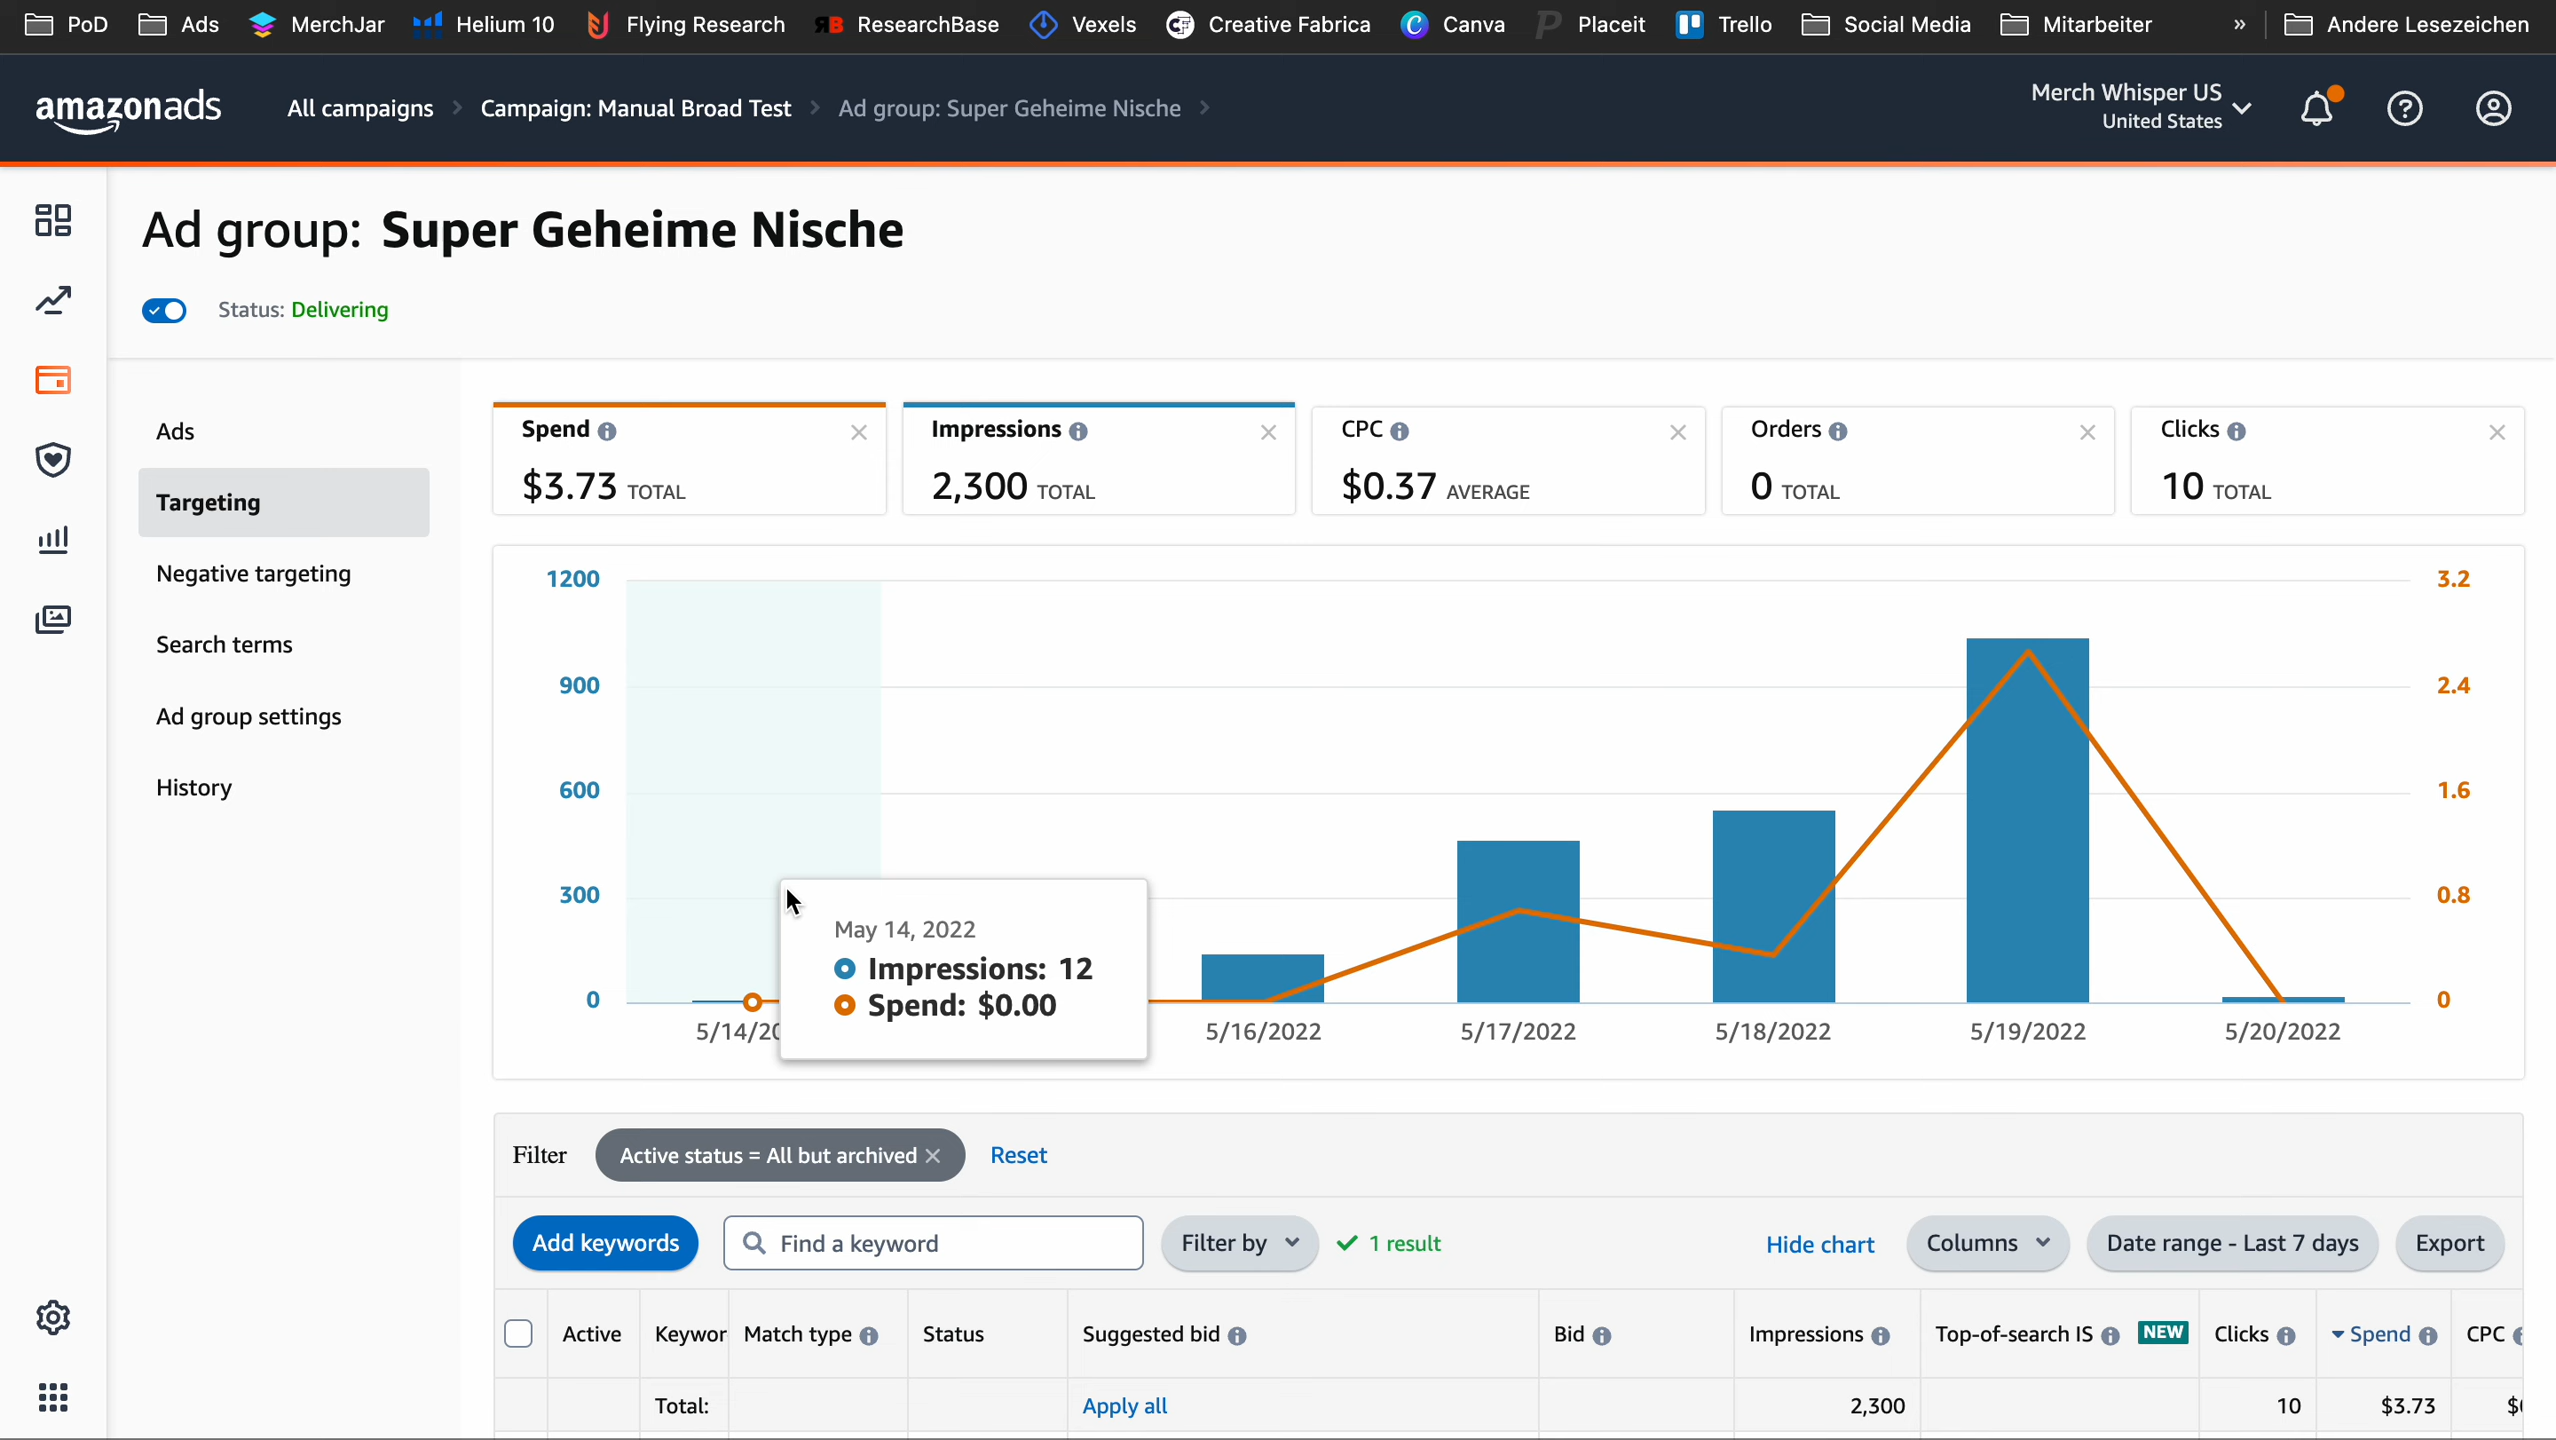 PoD Ads MerchJar Helium 10 Flying Research ResearchBase Vexels Creative Fabrica Canva Placeit Trello Social Media Mitarbeiter » Andere Lesezeichen
amazonads All campaigns Campaign: Manual Broad Test Ad group: Super Geheime Nische Merch Whisper US
United States
Ad group: Super Geheime Nische
Status: Delivering
Ads
Targeting
Negative targeting
Search terms
Ad group settings
History
Spend Impressions CPC Orders Clicks
$3.73 TOTAL 2,300 TOTAL $0.37 AVERAGE 0 TOTAL 10 TOTAL
1200 3.2
900 2.4
600 1.6
300 0.8
0 0
May 14, 2022
Impressions: 12
Spend: $0.00
5/14/20 5/16/2022 5/17/2022 5/18/2022 5/19/2022 5/20/2022
Filter Active status = All but archived Reset
Add keywords Find a keyword Filter by 1 result Hide chart Columns Date range - Last 7 days Export
Active Keywor Match type Status Suggested bid Bid Impressions Top-of-search IS NEW Clicks Spend CPC
Total: Apply all 2,300 10 $3.73